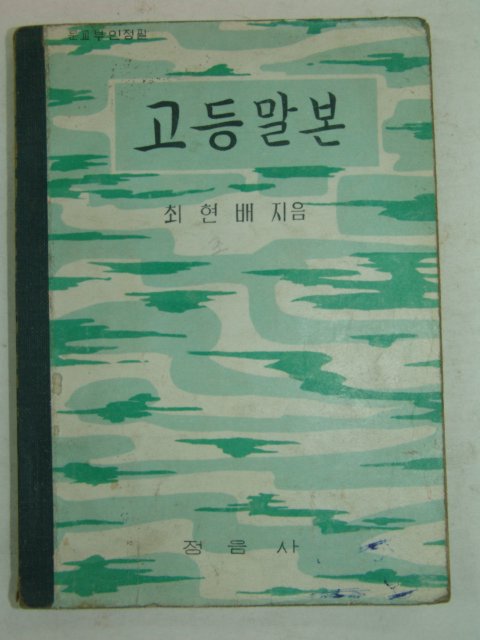 문교부인정필
고등말본
최현배 지음
정음사